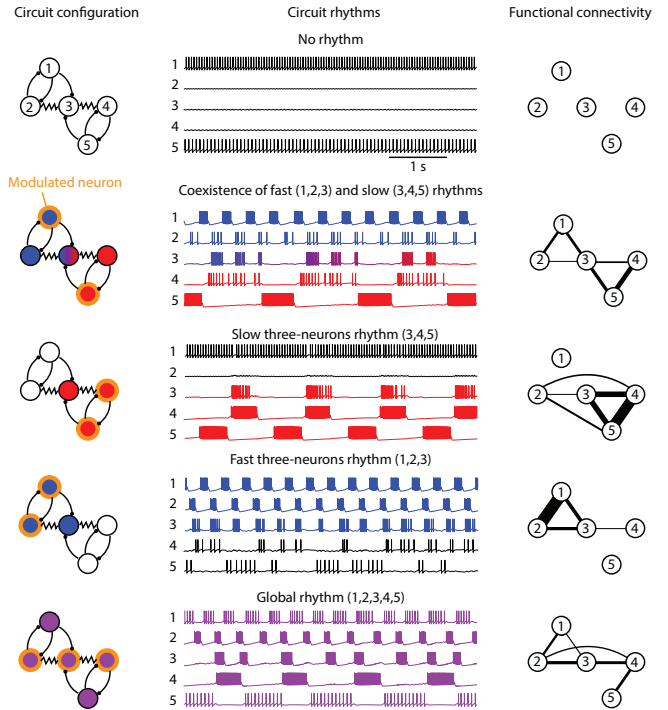 Circuit configuration Circuit rhythms Functional connectivity
No rhythm
1
2
3
4
5
1 s
1
2 3 4
5
1
2 3 4
5
Modulated neuron
Coexistence of fast (1,2,3) and slow (3,4,5) rhythms
1
2
3
4
5
1
2 3 4
5
Slow three-neurons rhythm (3,4,5)
1
2
3
4
5
1
2 3 4
5
Fast three-neurons rhythm (1,2,3)
1
2
3
4
5
1
2 3 4
5
Global rhythm (1,2,3,4,5)
1
2
3
4
5
1
2 3 4
5